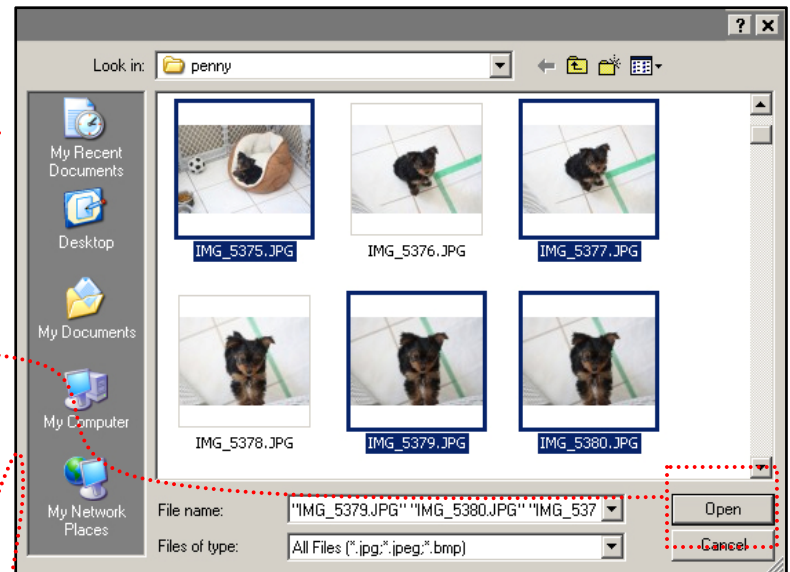 ? x
Look in: penny
My Recent
Documents
Desktop
My Documents
My Computer
My Network
Places
IMG_5375.JPG IMG_5376.JPG IMG_5377.JPG
IMG_5378.JPG IMG_5379.JPG IMG_5380.JPG
File name: "IMG_5379.JPG" "IMG_5380.JPG" "IMG_537 Open
Files of type: All Files (*.jpg;*.jpeg;*.bmp) Cancel